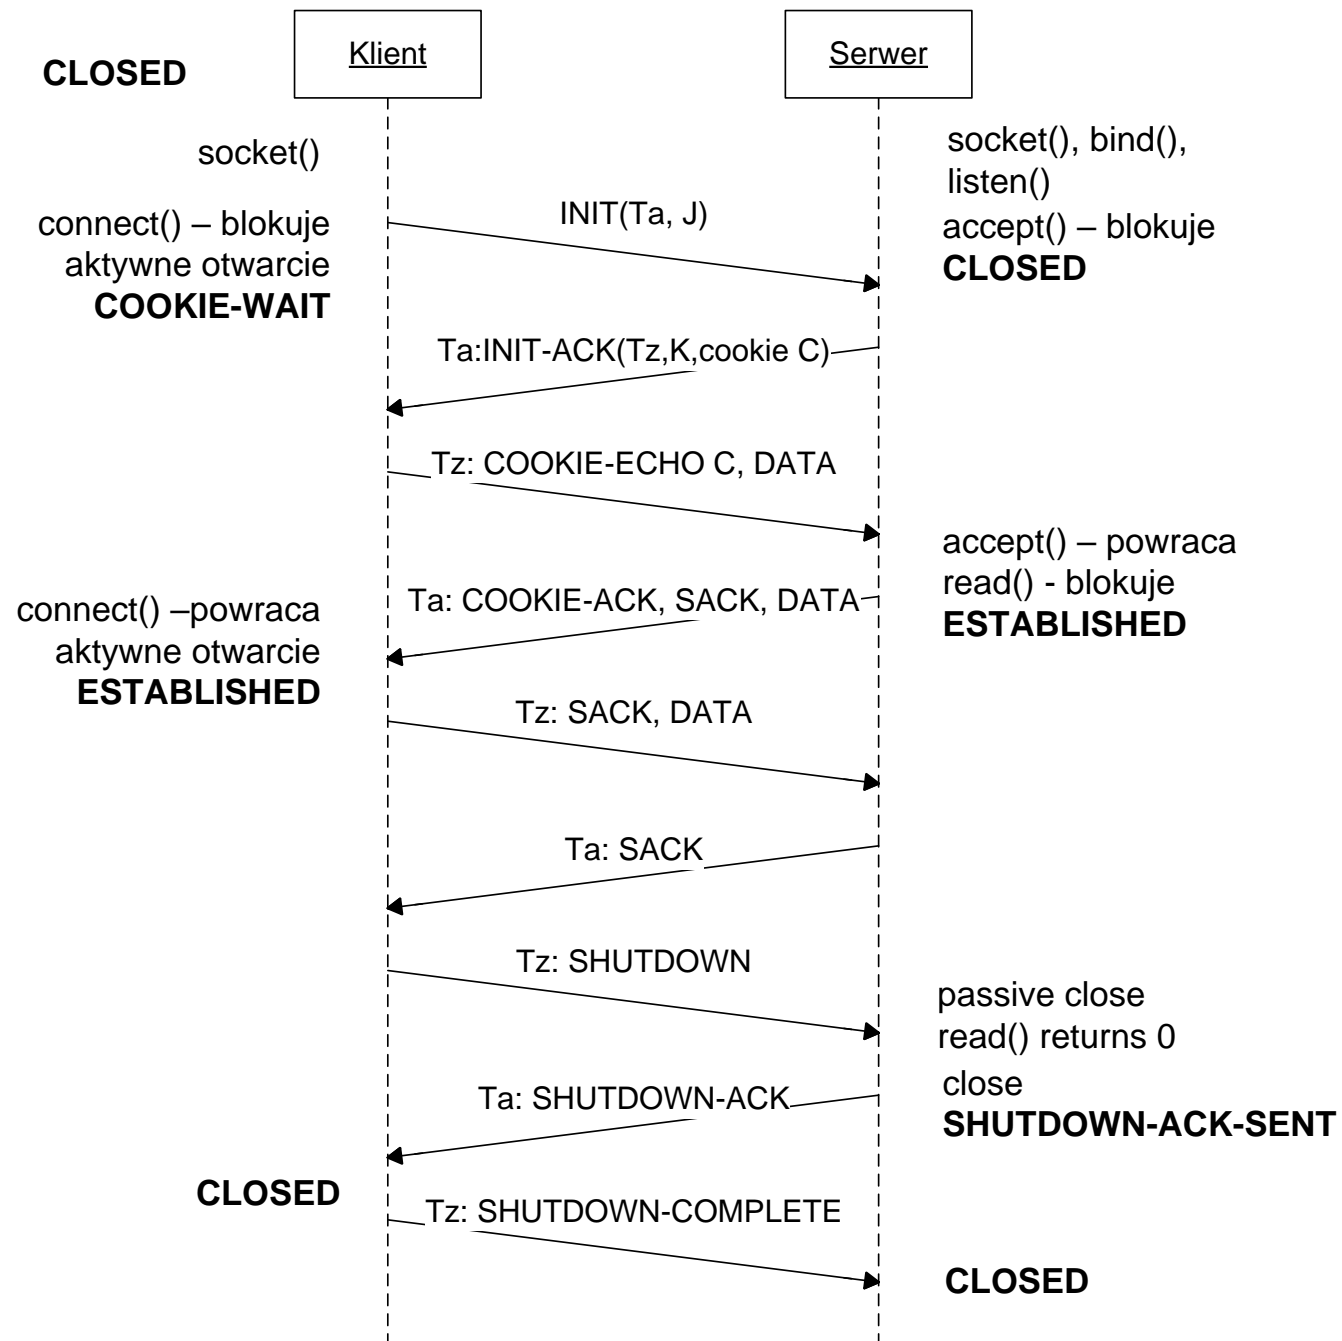 Klient
Serwer
CLOSED
socket()
socket(), bind(),
listen()
INIT(Ta, J)
connect() – blokuje
aktywne otwarcie
COOKIE-WAIT
accept() – blokuje
CLOSED
Ta:INIT-ACK(Tz,K,cookie C)
Tz: COOKIE-ECHO C, DATA
accept() – powraca
read() - blokuje
ESTABLISHED
Ta: COOKIE-ACK, SACK, DATA
connect() –powraca
aktywne otwarcie
ESTABLISHED
Tz: SACK, DATA
Ta: SACK
Tz: SHUTDOWN
passive close
read() returns 0
close
SHUTDOWN-ACK-SENT
Ta: SHUTDOWN-ACK
CLOSED
Tz: SHUTDOWN-COMPLETE
CLOSED